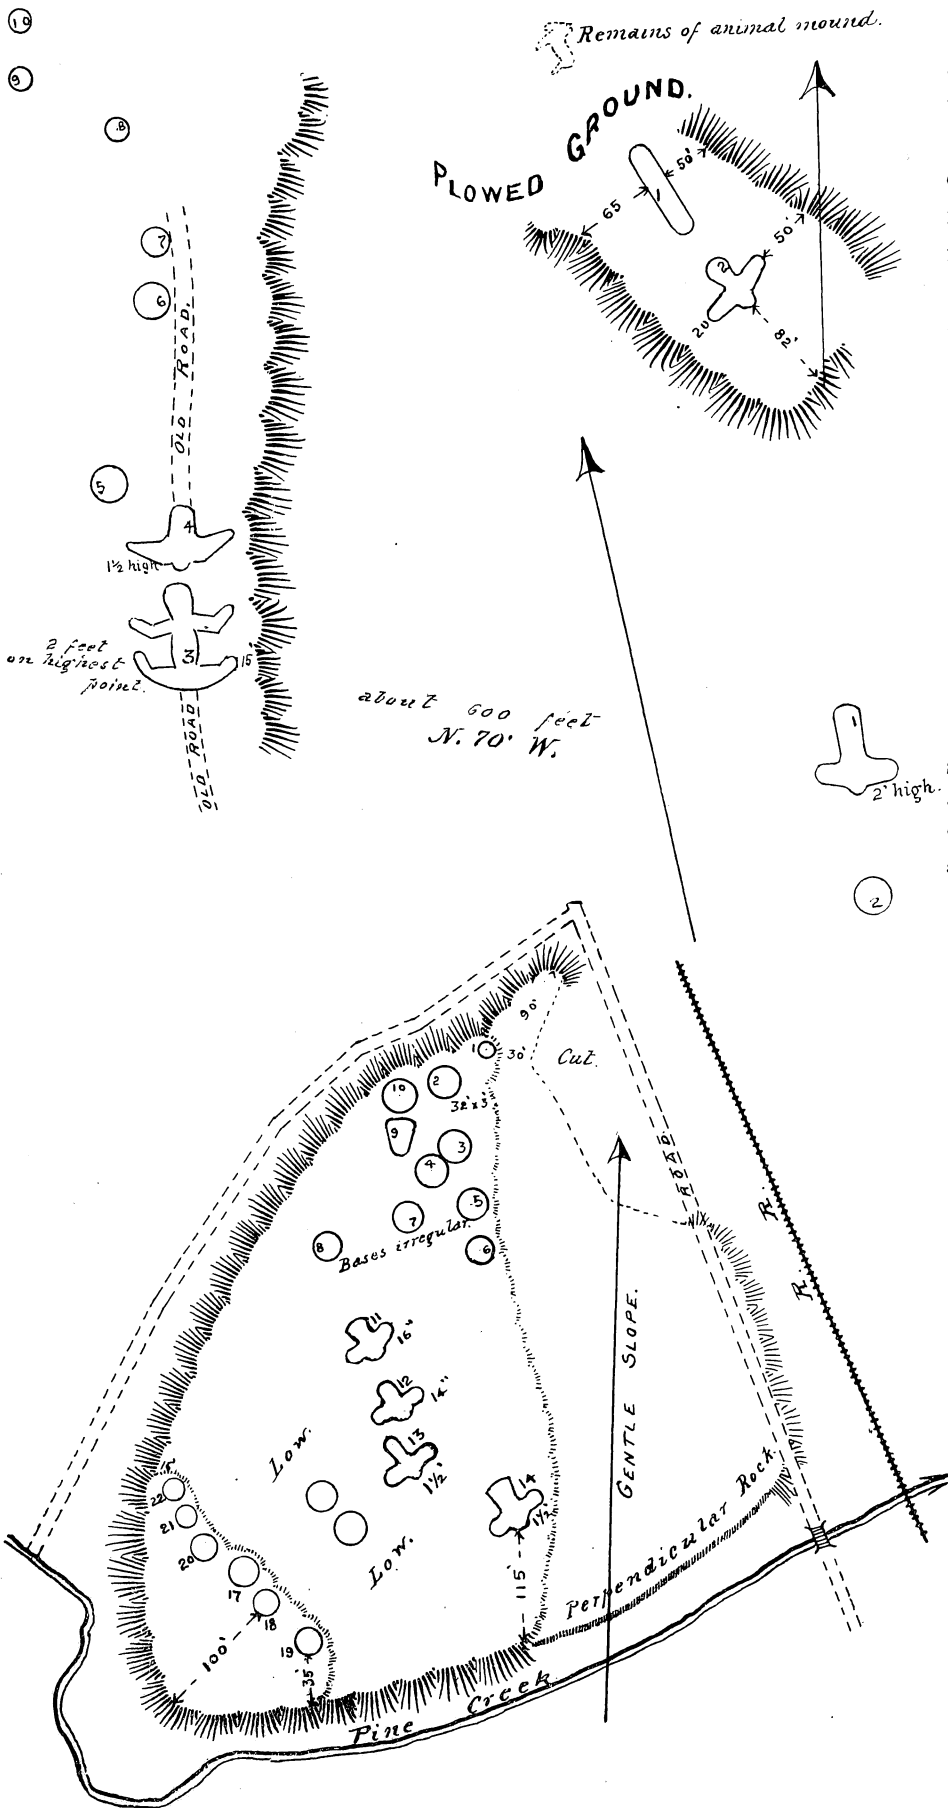 10
9
8
7
6
OLD ROAD.
5
4
1½ high
2 feet
on highest
point.
3
15'
OLD ROAD
Remains of animal mound.
PLOWED GROUND.
50'
65
1
50'
2
20
82'
about 600 feet
N. 70° W.
1
2' high.
2
90'
1
30'
Cut.
10
2
32' x 3'
9
3
4
5
7
8
Bases irregular.
6
ROAD
R. R.
11
16"
12
14"
13
1½'
14
1½'
GENTLE SLOPE.
Low.
Low.
22
21
20
17
18
19
100'
35'
115'
Perpendicular Rock.
Pine Creek